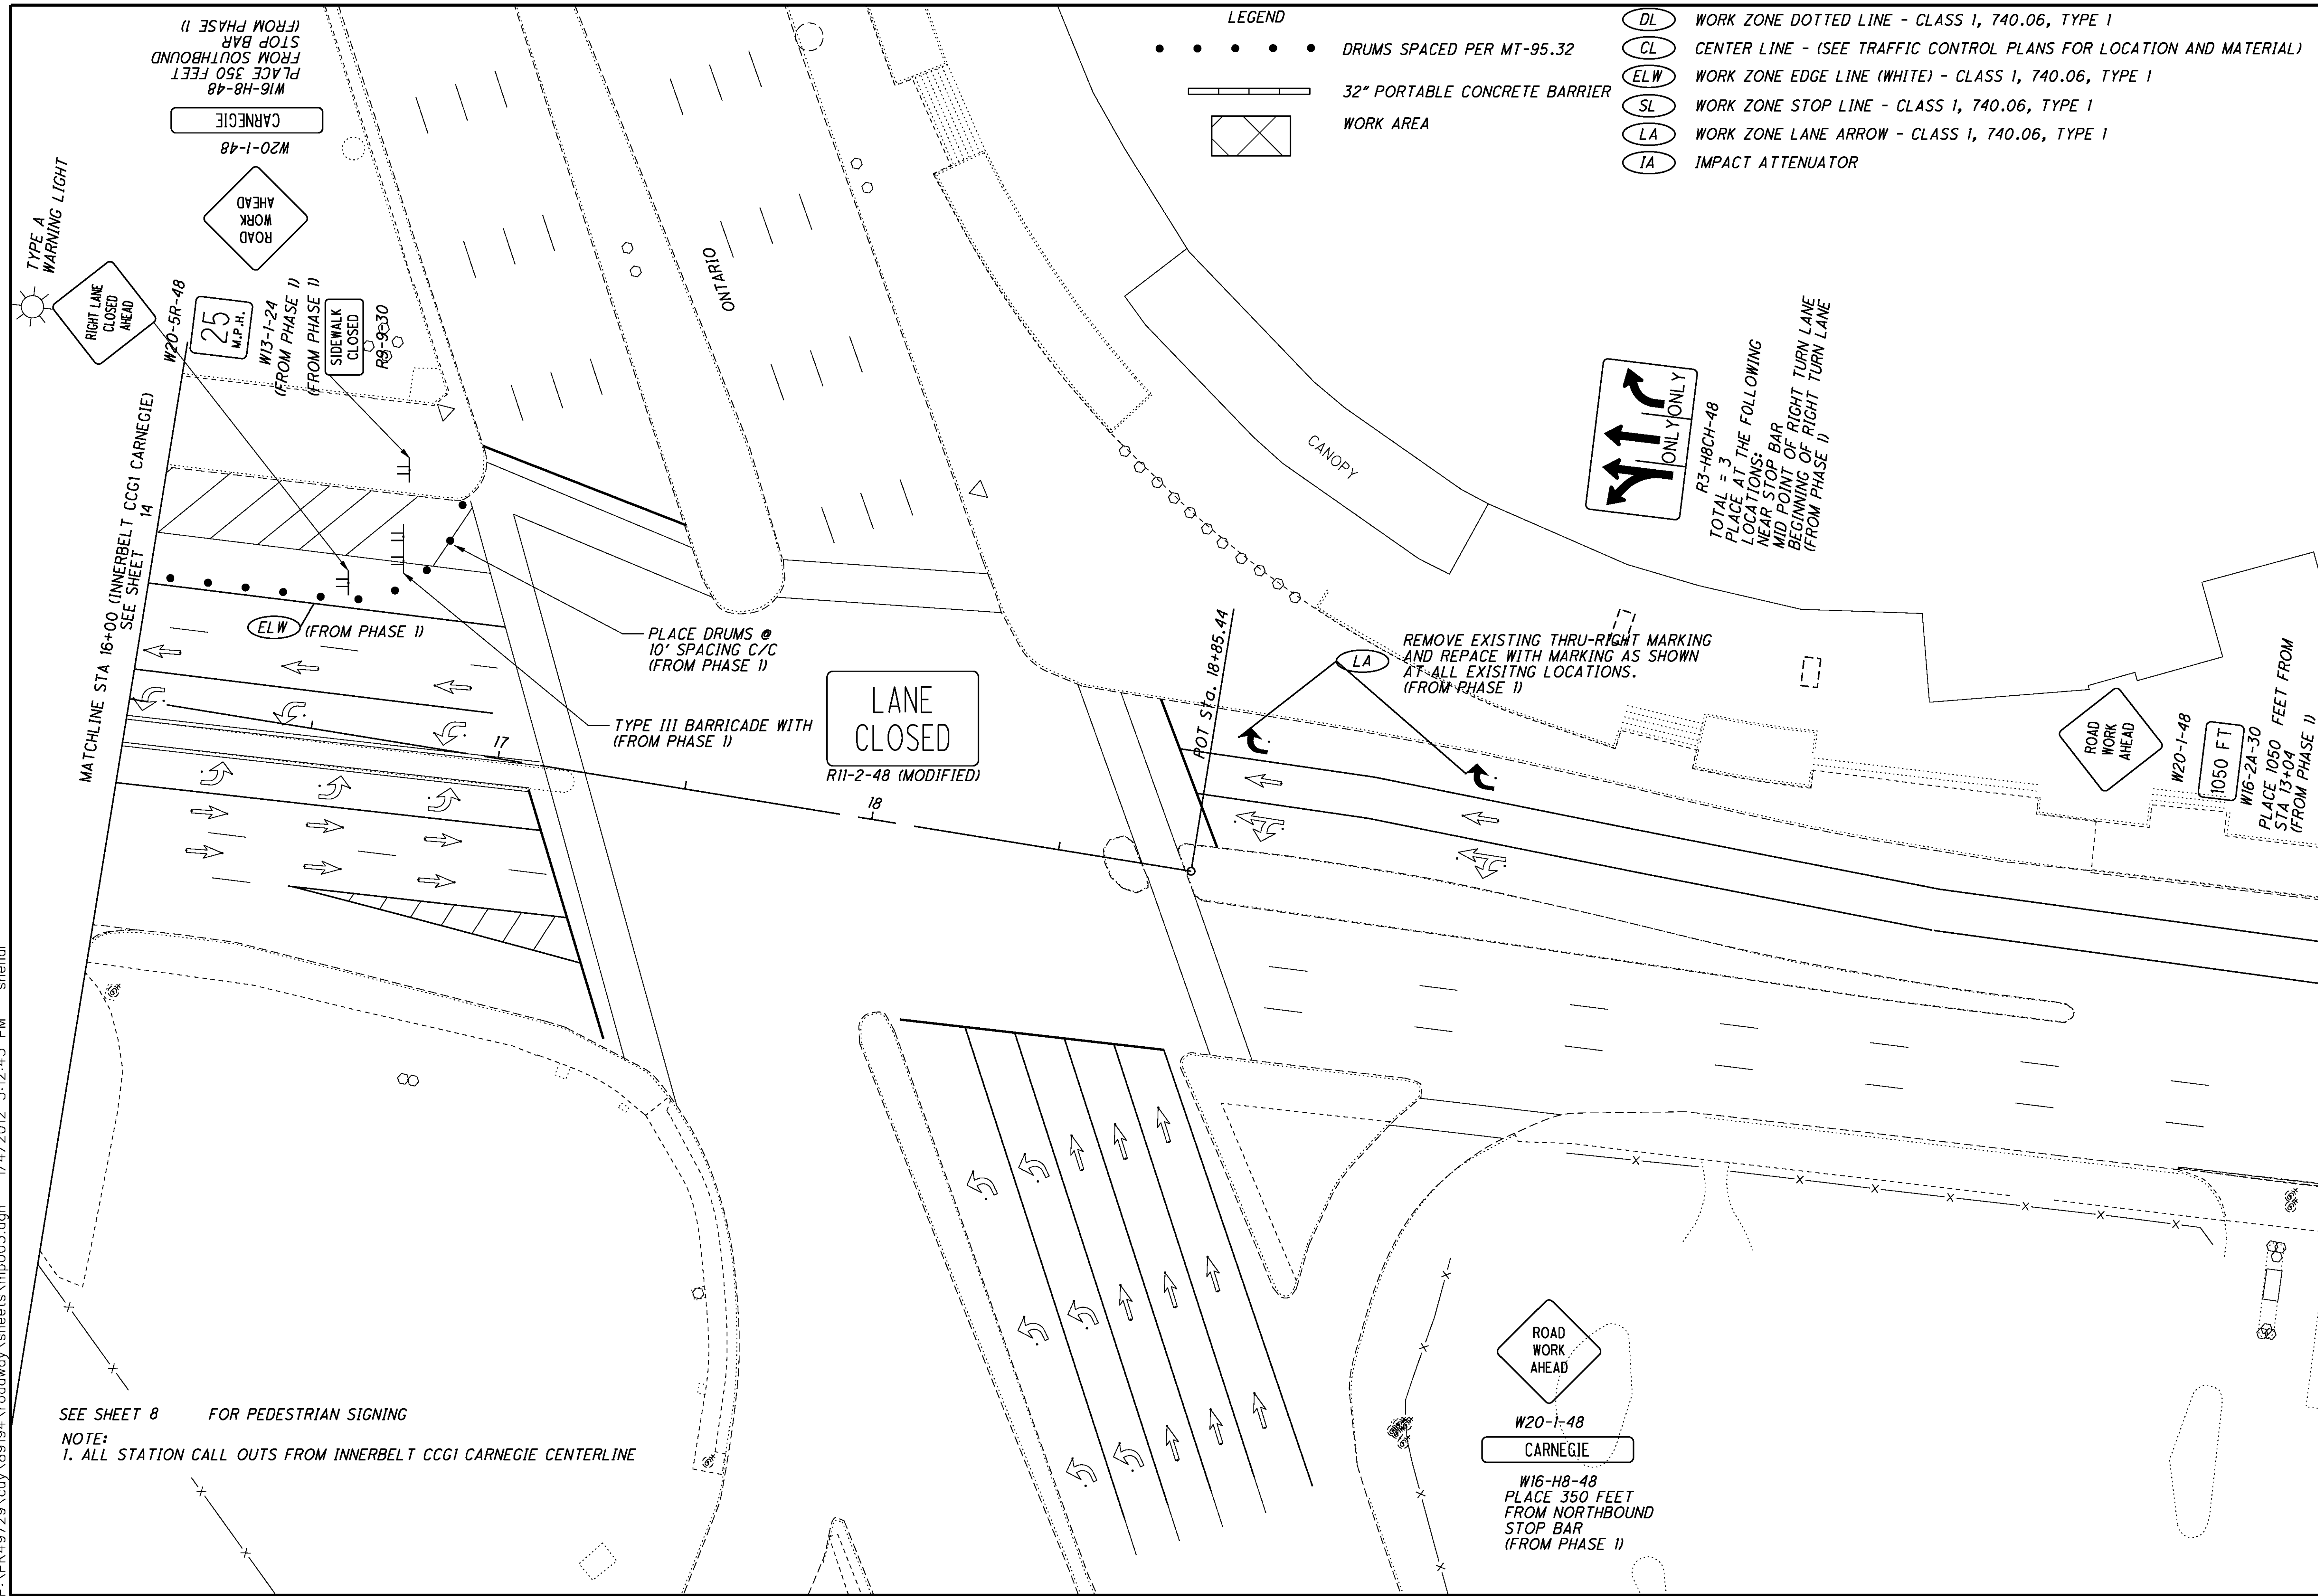 LEGEND
DRUMS SPACED PER MT-95.32
32" PORTABLE CONCRETE BARRIER
WORK AREA
DL WORK ZONE DOTTED LINE - CLASS 1, 740.06, TYPE 1
CL CENTER LINE - (SEE TRAFFIC CONTROL PLANS FOR LOCATION AND MATERIAL)
ELW WORK ZONE EDGE LINE (WHITE) - CLASS 1, 740.06, TYPE 1
SL WORK ZONE STOP LINE - CLASS 1, 740.06, TYPE 1
LA WORK ZONE LANE ARROW - CLASS 1, 740.06, TYPE 1
IA IMPACT ATTENUATOR
ROAD
WORK
AHEAD
W20-1-48
CARNEGIE
W16-H8-48
PLACE 350 FEET
FROM SOUTHBOUND
STOP BAR
(FROM PHASE 1)
TYPE A
WARNING LIGHT
RIGHT LANE
CLOSED
AHEAD
W20-5R-48
25
M.P.H.
W13-1-24
(FROM PHASE 1)
(FROM PHASE 1)
SIDEWALK
CLOSED
R9-9-30
ONTARIO
CANOPY
ONLY ONLY
R3-H8CH-48
TOTAL = 3
PLACE AT THE FOLLOWING
LOCATIONS:
NEAR STOP BAR
MID POINT OF RIGHT TURN LANE
BEGINNING OF RIGHT TURN LANE
(FROM PHASE 1)
MATCHLINE STA 16+00 (INNERBELT CCG1 CARNEGIE)
SEE SHEET 14
ELW (FROM PHASE 1)
PLACE DRUMS @
10' SPACING C/C
(FROM PHASE 1)
TYPE III BARRICADE WITH
(FROM PHASE 1)
LANE
CLOSED
R11-2-48 (MODIFIED)
17
18
POT Sta. 18+85.44
LA
REMOVE EXISTING THRU-RIGHT MARKING
AND REPACE WITH MARKING AS SHOWN
AT ALL EXISITNG LOCATIONS.
(FROM PHASE 1)
ROAD
WORK
AHEAD
W20-1-48
1050 FT
W16-2A-30
PLACE 1050 FEET FROM
STA 13+04
(FROM PHASE 1)
ROAD
WORK
AHEAD
W20-1-48
CARNEGIE
W16-H8-48
PLACE 350 FEET
FROM NORTHBOUND
STOP BAR
(FROM PHASE 1)
SEE SHEET 8 FOR PEDESTRIAN SIGNING
NOTE:
1. ALL STATION CALL OUTS FROM INNERBELT CCG1 CARNEGIE CENTERLINE